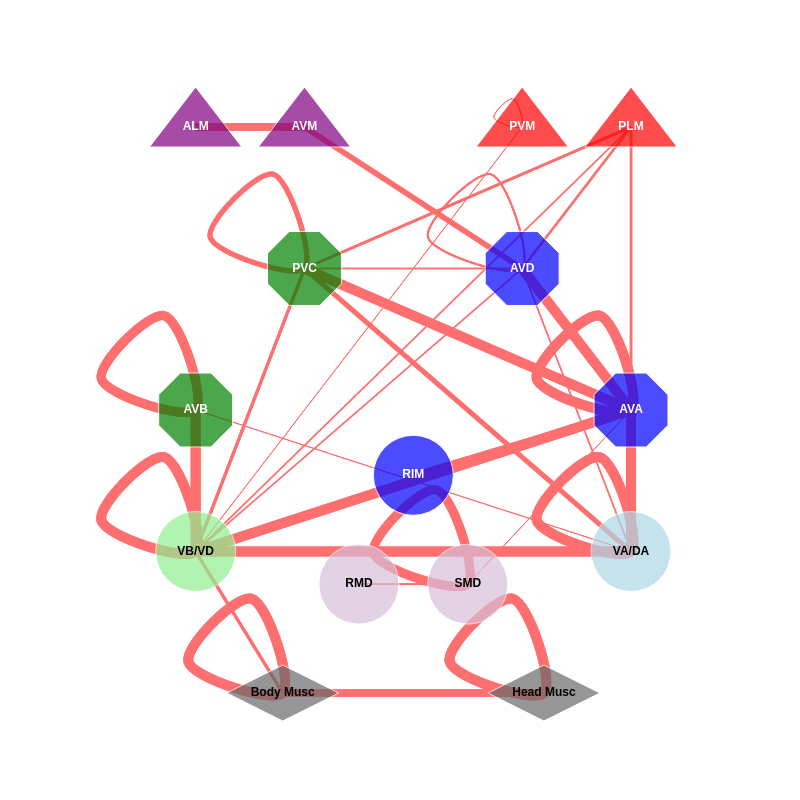 ALM
AVM
PVM
PLM
PVC
AVD
AVB
AVA
RIM
VB/VD
VA/DA
RMD
SMD
Body Musc
Head Musc